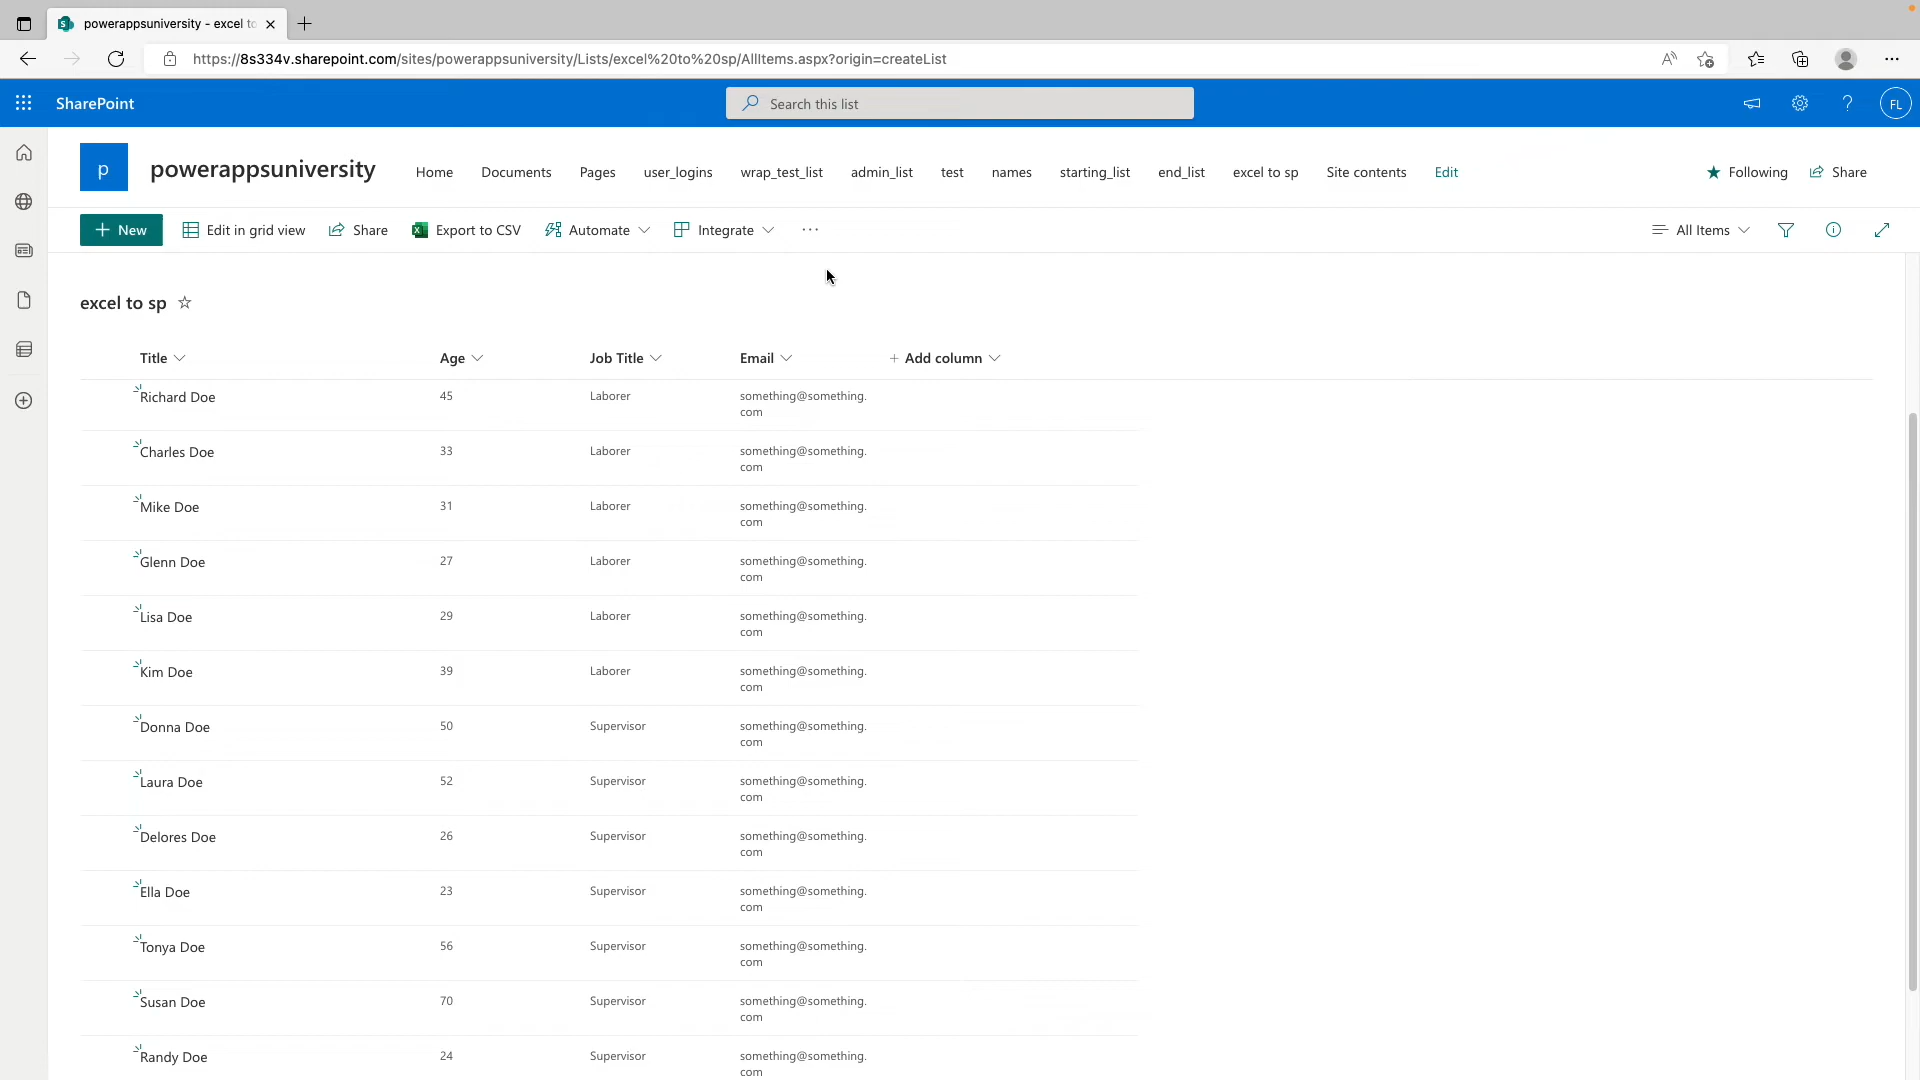 powerappsuniversity - excel to
https://8s334v.sharepoint.com/sites/powerappsuniversity/Lists/excel%20to%20sp/AllItems.aspx?origin=createList
SharePoint
Search this list
FL
p
powerappsuniversity
Home
Documents
Pages
user_logins
wrap_test_list
admin_list
test
names
starting_list
end_list
excel to sp
Site contents
Edit
Following
Share
New
Edit in grid view
Share
Export to CSV
Automate
Integrate
All Items
excel to sp
Title
Age
Job Title
Email
Add column
Richard Doe
45
Laborer
something@something.
com
Charles Doe
33
Laborer
something@something.
com
Mike Doe
31
Laborer
something@something.
com
Glenn Doe
27
Laborer
something@something.
com
Lisa Doe
29
Laborer
something@something.
com
Kim Doe
39
Laborer
something@something.
com
Donna Doe
50
Supervisor
something@something.
com
Laura Doe
52
Supervisor
something@something.
com
Delores Doe
26
Supervisor
something@something.
com
Ella Doe
23
Supervisor
something@something.
com
Tonya Doe
56
Supervisor
something@something.
com
Susan Doe
70
Supervisor
something@something.
com
Randy Doe
24
Supervisor
something@something.
com